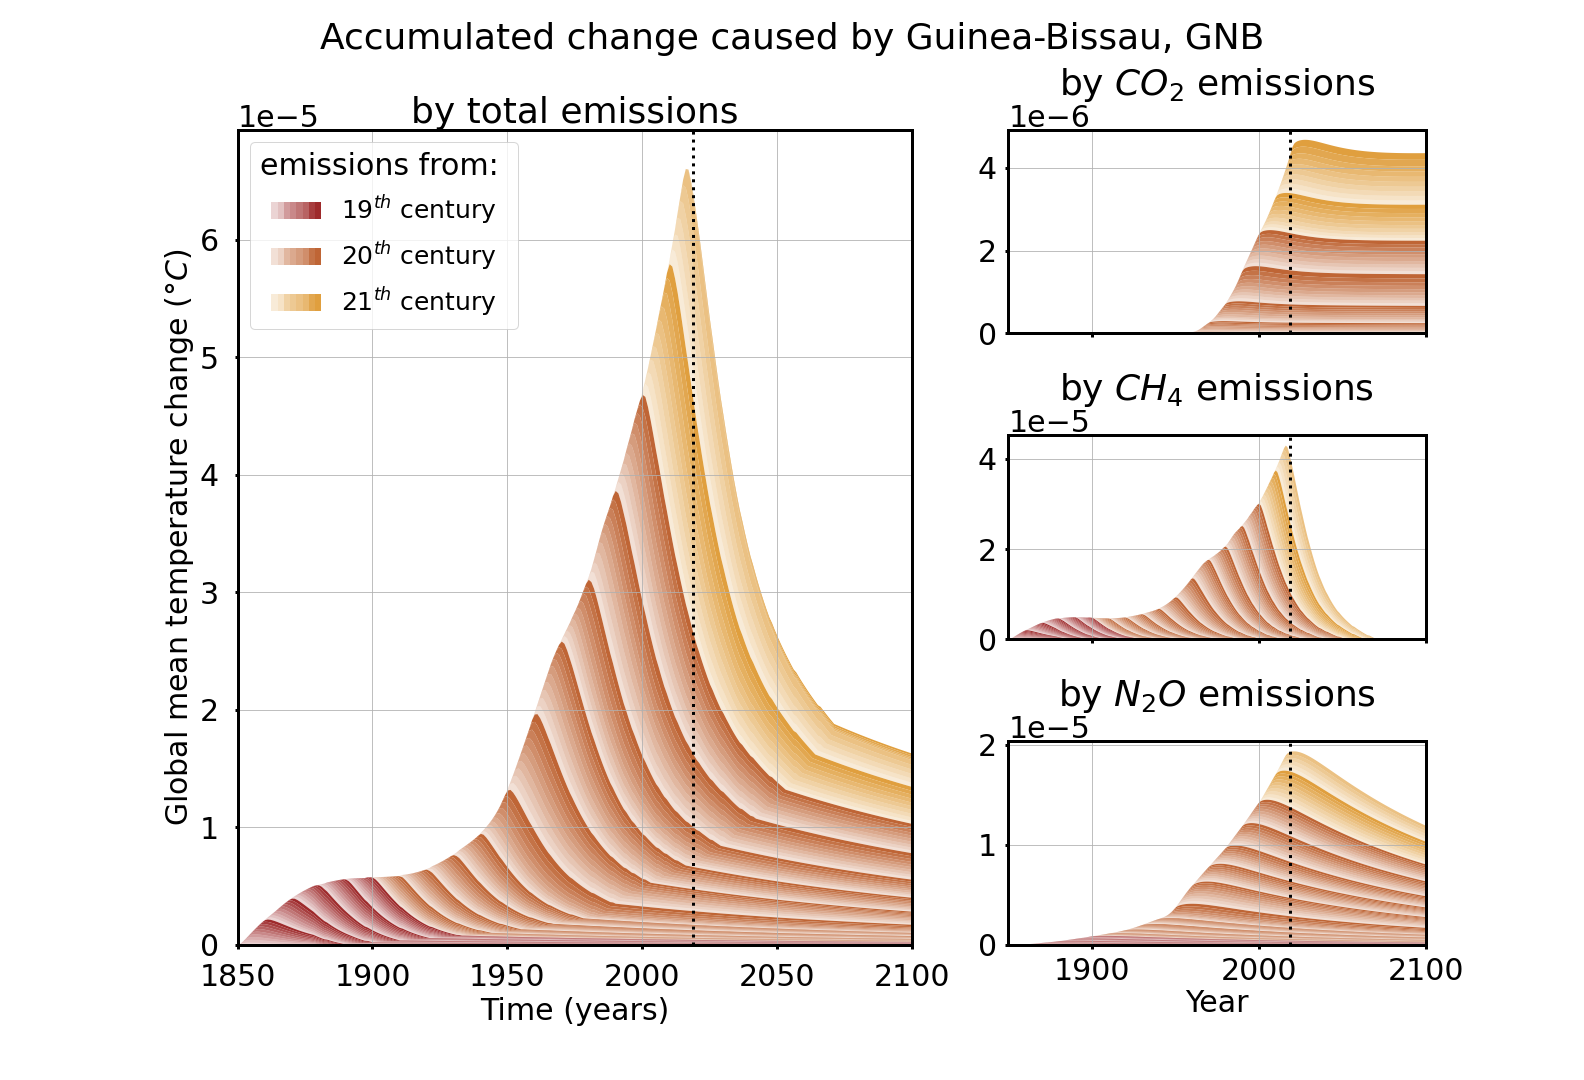 Accumulated change caused by Guinea-Bissau, GNB
by total emissions
1e−5
emissions from:
19th century
20th century
21th century
Global mean temperature change (°C)
6
5
4
3
2
1
0
1850 1900 1950 2000 2050 2100
Time (years)
by CO2 emissions
1e−6
4
2
0
by CH4 emissions
1e−5
4
2
0
by N2O emissions
1e−5
2
1
0
1900 2000 2100
Year